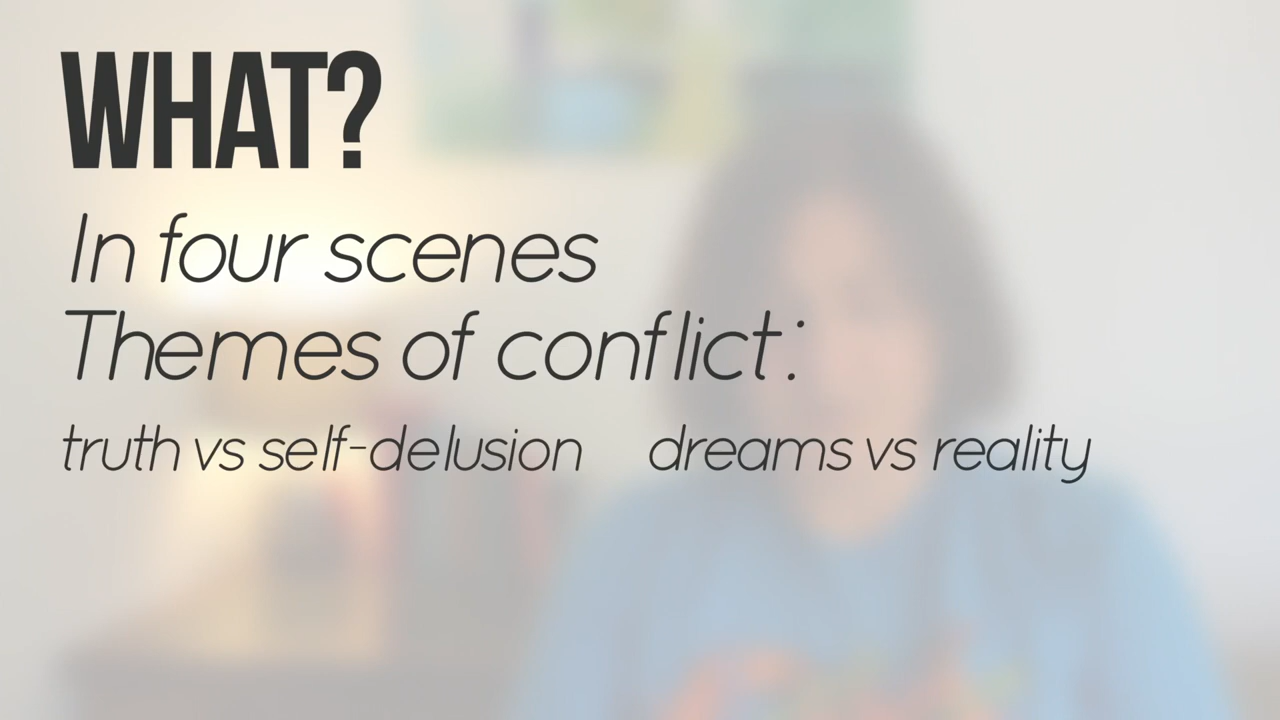 WHAT?
In four scenes
Themes of conflict:
truth vs self-delusion dreams vs reality